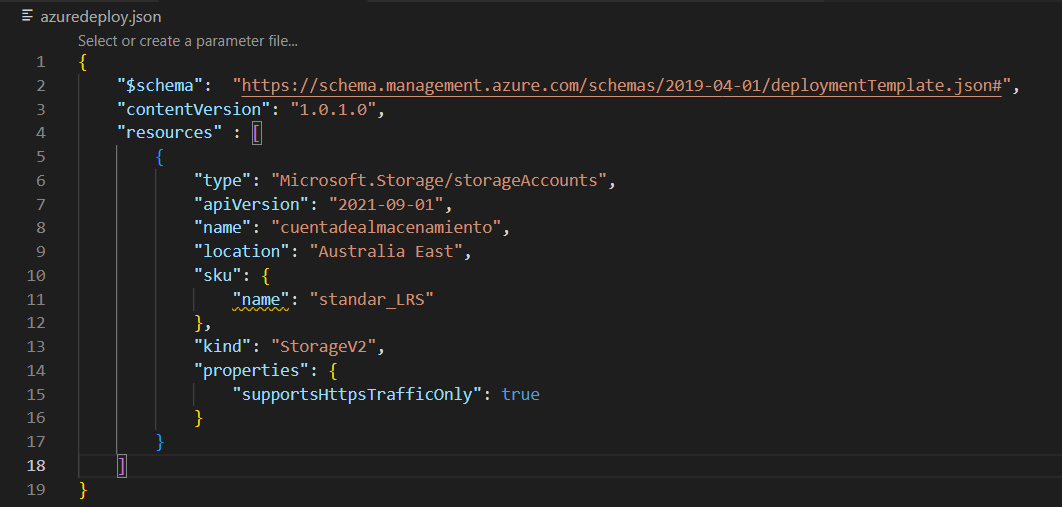 azuredeploy.json
Select or create a parameter file...
1 {
2 "$schema":  "https://schema.management.azure.com/schemas/2019-04-01/deploymentTemplate.json#",
3 "contentVersion": "1.0.1.0",
4 "resources" : [
5 {
6 "type": "Microsoft.Storage/storageAccounts",
7 "apiVersion": "2021-09-01",
8 "name": "cuentadealmacenamiento",
9 "location": "Australia East",
10 "sku": {
11 "name": "standar_LRS"
12 },
13 "kind": "StorageV2",
14 "properties": {
15 "supportsHttpsTrafficOnly": true
16 }
17 }
18 ]
19 }